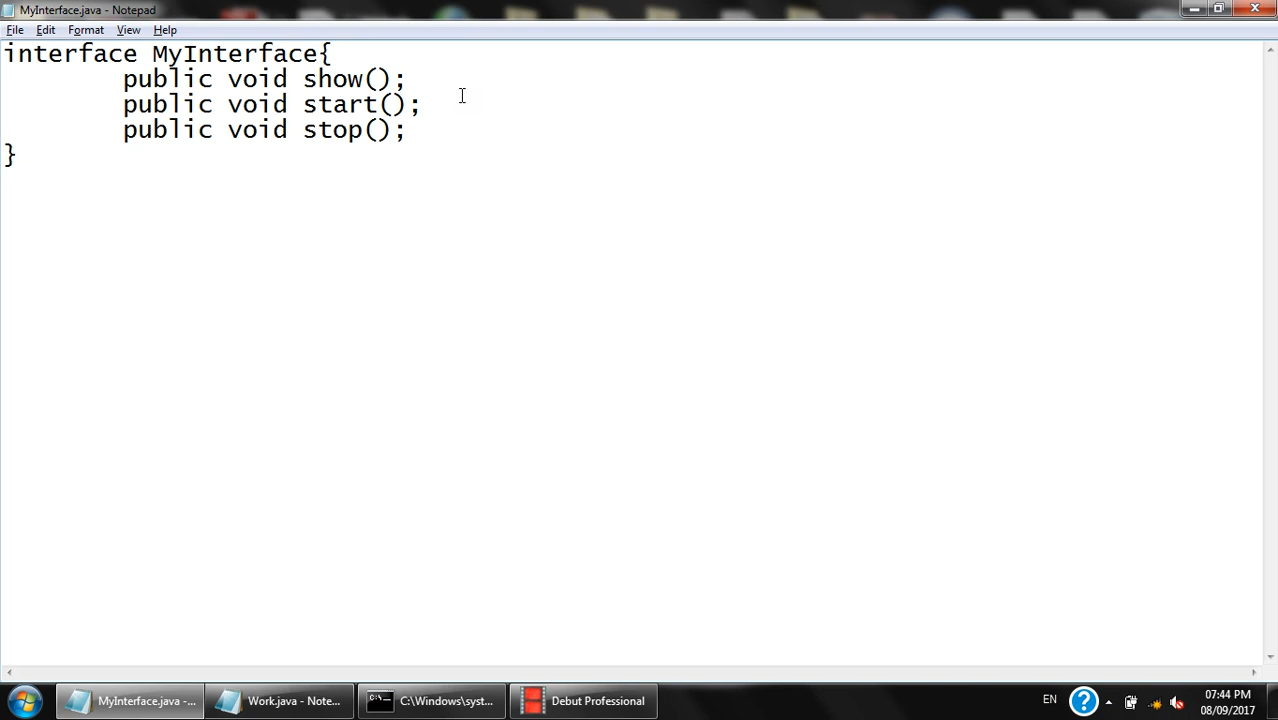 MyInterface.java - Notepad
File Edit Format View Help
interface MyInterface{
public void show();
public void start();
public void stop();
}
MyInterface.java -...
Work.java - Note...
C:\Windows\syst...
Debut Professional
EN
07:44 PM
08/09/2017